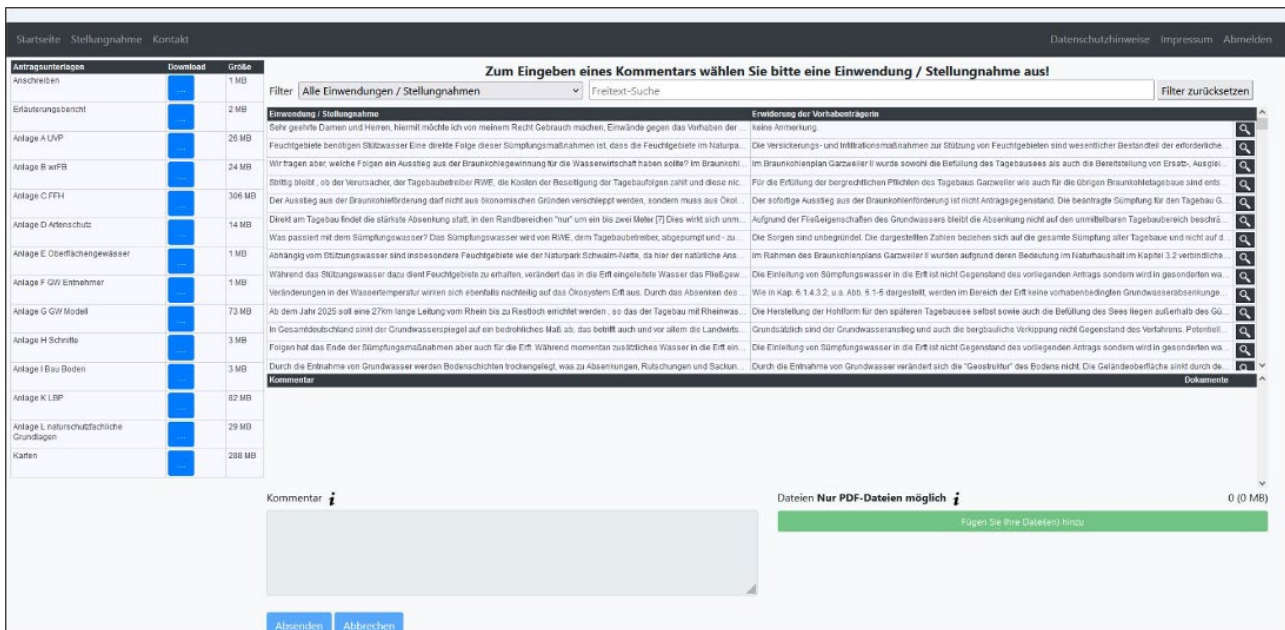 Startseite Stellungnahme Kontakt Datenschutzhinweise Impressum Abmelden
Antragsunterlagen Download Größe
Anschreiben ... 1 MB
Erläuterungsbericht ... 2 MB
Anlage A UVP ... 26 MB
Anlage B wrFB ... 24 MB
Anlage C FFH ... 306 MB
Anlage D Artenschutz ... 14 MB
Anlage E Oberflächengewässer ... 1 MB
Anlage F GW Entnehmer ... 1 MB
Anlage G GW Modell ... 73 MB
Anlage H Schnitte ... 3 MB
Anlage I Bau Boden ... 3 MB
Anlage K LBP ... 82 MB
Anlage L naturschutzfachliche
Grundlagen ... 29 MB
Karten ... 288 MB
Zum Eingeben eines Kommentars wählen Sie bitte eine Einwendung / Stellungnahme aus!
Filter Alle Einwendungen / Stellungnahmen Freitext-Suche Filter zurücksetzen
Einwendung / Stellungnahme Erwiderung der Vorhabenträgerin
Sehr geehrte Damen und Herren, hiermit möchte ich von meinem Recht Gebrauch machen, Einwände gegen das Vorhaben der ... keine Anmerkung.
Feuchtgebiete benötigen Stützwasser Eine direkte Folge dieser Sümpfungsmaßnahmen ist, dass die Feuchtgebiete im Naturpa... Die Versickerungs- und Infiltrationsmaßnahmen zur Stützung von Feuchtgebieten sind wesentlicher Bestandteil der erforderliche...
Wir fragen aber, welche Folgen ein Ausstieg aus der Braunkohlegewinnung für die Wasserwirtschaft haben sollte? Im Braunkohl... Im Braunkohlenplan Garzweiler II wurde sowohl die Befüllung des Tagebausees als auch die Bereitstellung von Ersatz-, Ausglei...
Strittig bleibt , ob der Verursacher, der Tagebaubetreiber RWE, die Kosten der Beseitigung der Tagebaufolgen zahlt und diese nic... Für die Erfüllung der bergrechtlichen Pflichten des Tagebaus Garzweiler wie auch für die übrigen Braunkohletagebaue sind ents...
Der Ausstieg aus der Braunkohleförderung darf nicht aus ökonomischen Gründen verschleppt werden, sondern muss aus Ökol... Der sofortige Ausstieg aus der Braunkohlenförderung ist nicht Antragsgegenstand. Die beantragte Sümpfung für den Tagebau G...
Direkt am Tagebau findet die stärkste Absenkung statt, in den Randbereichen "nur" um ein bis zwei Meter [7] Dies wirkt sich unm... Aufgrund der Fließeigenschaften des Grundwassers bleibt die Absenkung nicht auf den unmittelbaren Tagebaubereich beschrä...
Was passiert mit dem Sümpfungswasser? Das Sümpfungswasser wird von RWE, dem Tagebaubetreiber, abgepumpt und - zu... Die Sorgen sind unbegründet. Die dargestellten Zahlen beziehen sich auf die gesamte Sümpfung aller Tagebaue und nicht auf d...
Abhängig vom Stützungswasser sind insbesondere Feuchtgebiete wie der Naturpark Schwalm-Nette, da hier der natürliche Ans... Im Rahmen des Braunkohlenplans Garzweiler II wurden aufgrund deren Bedeutung im Naturhaushalt im Kapitel 3.2 verbindliche...
Während das Stützungswasser dazu dient Feuchtgebiete zu erhalten, verändert das in die Erft eingeleitete Wasser das Fließgew... Die Einleitung von Sümpfungswasser in die Erft ist nicht Gegenstand des vorliegenden Antrags sondern wird in gesonderten wa...
Veränderungen in der Wassertemperatur wirken sich ebenfalls nachteilig auf das Ökosystem Erft aus. Durch das Absenken des... Wie in Kap. 6.1.4.3.2, u.a. Abb. 6.1-5 dargestellt, werden im Bereich der Erft keine vorhabenbedingten Grundwasserabsenkunge...
Ab dem Jahr 2025 soll eine 27km lange Leitung vom Rhein bis zu Restloch errichtet werden , so das der Tagebau mit Rheinwas... Die Herstellung der Hohlform für den späteren Tagebausee selbst sowie auch die Befüllung des Sees liegen außerhalb des Gü...
In Gesamtdeutschland sinkt der Grundwasserspiegel auf ein bedrohliches Maß ab, das betrifft auch und vor allem die Landwirts... Grundsätzlich sind der Grundwasseranstieg und auch die bergbauliche Verkippung nicht Gegenstand des Verfahrens. Potentiell...
Folgen hat das Ende der Sümpfungsmaßnahmen aber auch für die Erft. Während momentan zusätzliches Wasser in die Erft ein... Die Einleitung von Sümpfungswasser in die Erft ist nicht Gegenstand des vorliegenden Antrags sondern wird in gesonderten wa...
Durch die Entnahme von Grundwasser werden Bodenschichten trockengelegt, was zu Absenkungen, Rutschungen und Sackun... Durch die Entnahme von Grundwasser verändert sich die "Geostruktur" des Bodens nicht. Die Geländeoberfläche sinkt durch de...
Kommentar Dokumente
Kommentar i Dateien Nur PDF-Dateien möglich i 0 (0 MB)
Fügen Sie Ihre Datei(en) hinzu
Absenden Abbrechen